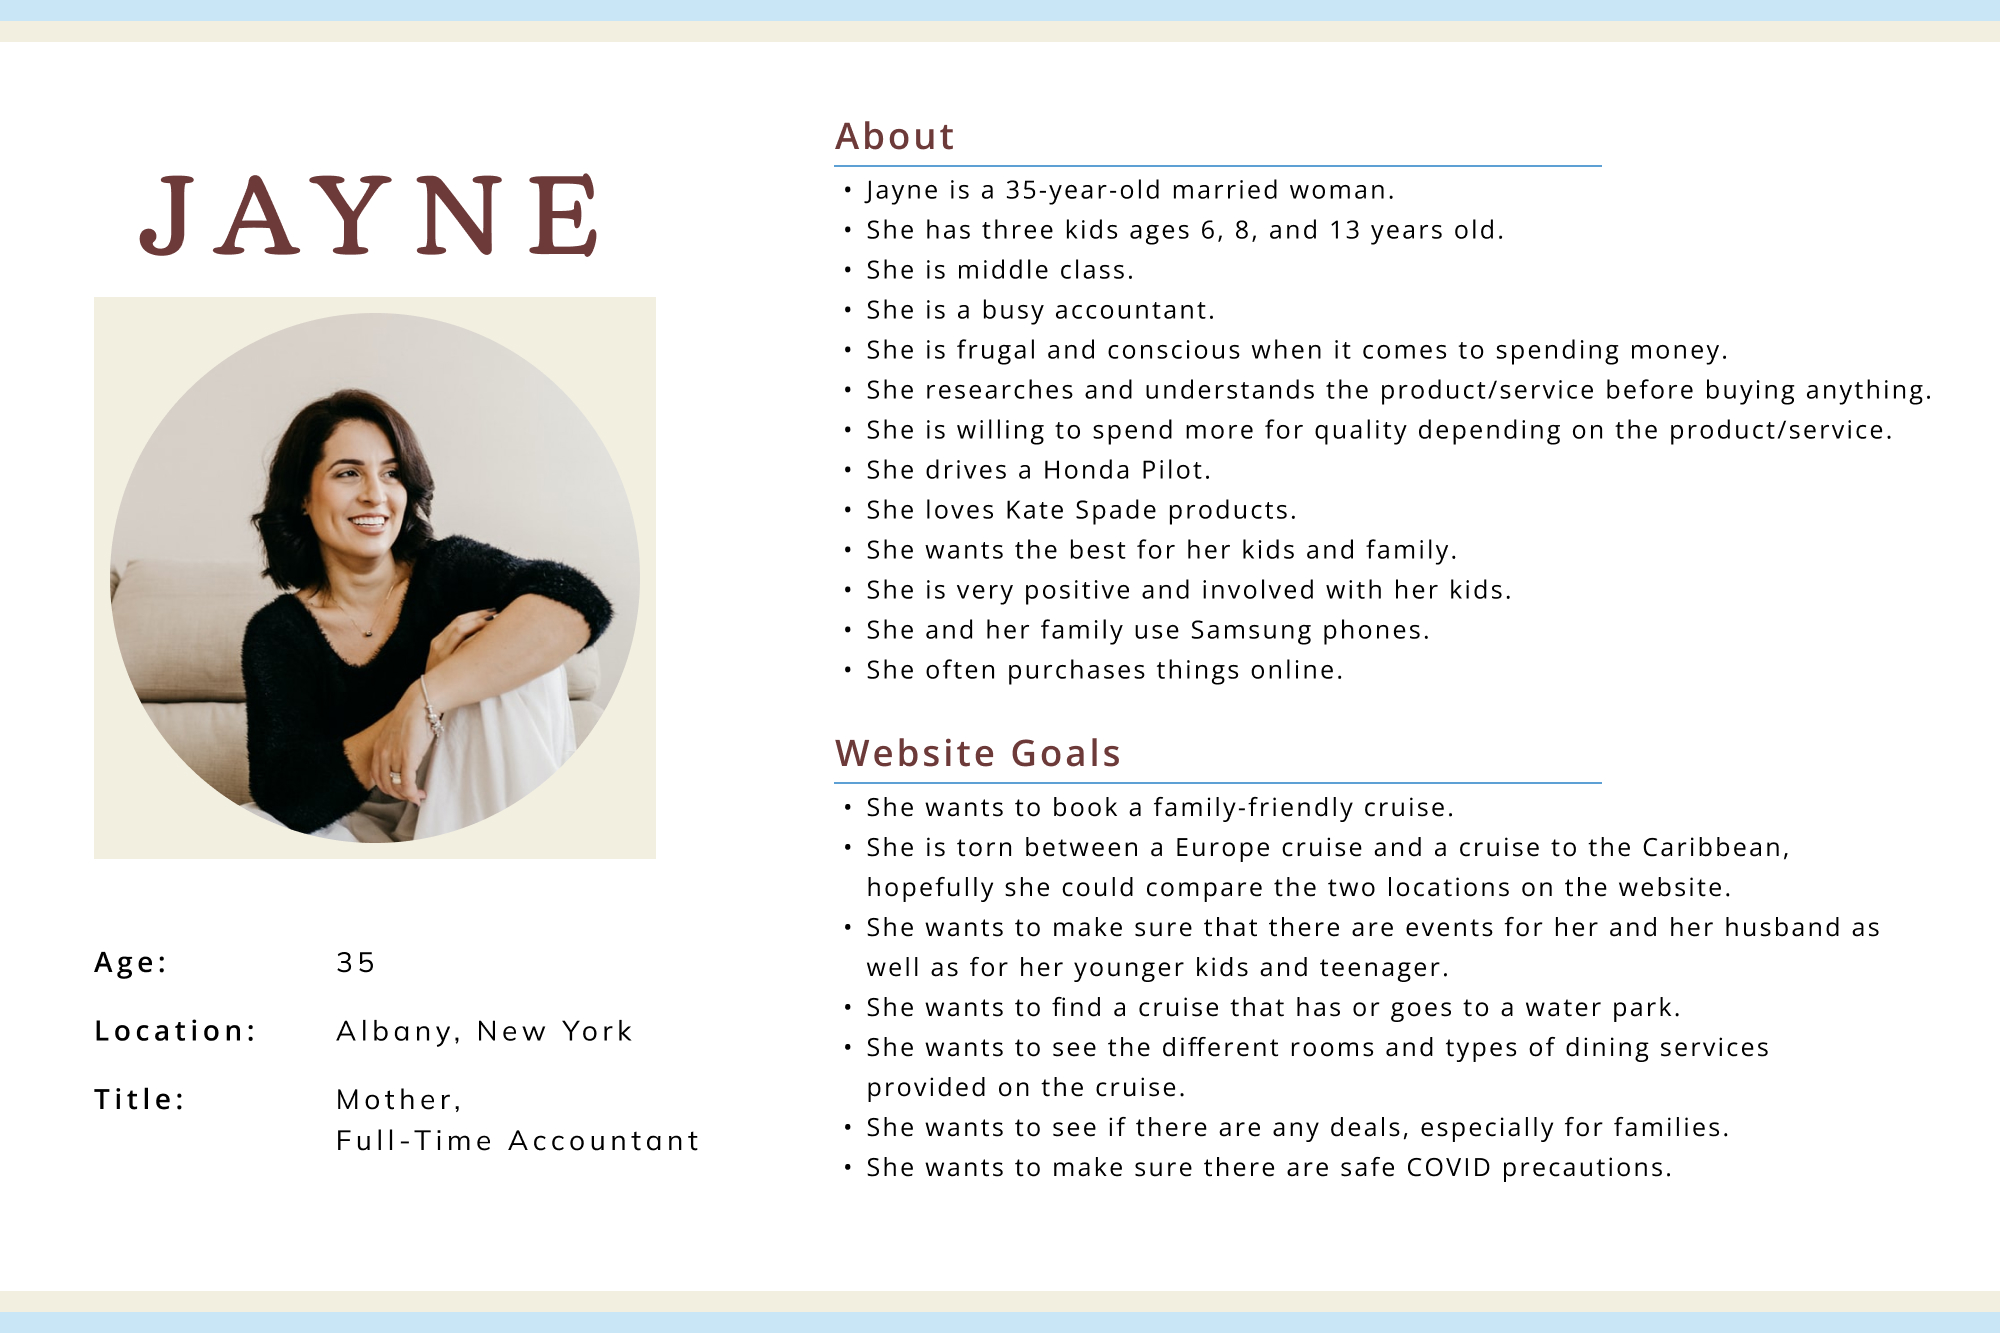 JAYNE
Age: 35
Location: Albany, New York
Title: Mother,
Full-Time Accountant
About
• Jayne is a 35-year-old married woman.
• She has three kids ages 6, 8, and 13 years old.
• She is middle class.
• She is a busy accountant.
• She is frugal and conscious when it comes to spending money.
• She researches and understands the product/service before buying anything.
• She is willing to spend more for quality depending on the product/service.
• She drives a Honda Pilot.
• She loves Kate Spade products.
• She wants the best for her kids and family.
• She is very positive and involved with her kids.
• She and her family use Samsung phones.
• She often purchases things online.
Website Goals
• She wants to book a family-friendly cruise.
• She is torn between a Europe cruise and a cruise to the Caribbean,
hopefully she could compare the two locations on the website.
• She wants to make sure that there are events for her and her husband as
well as for her younger kids and teenager.
• She wants to find a cruise that has or goes to a water park.
• She wants to see the different rooms and types of dining services
provided on the cruise.
• She wants to see if there are any deals, especially for families.
• She wants to make sure there are safe COVID precautions.